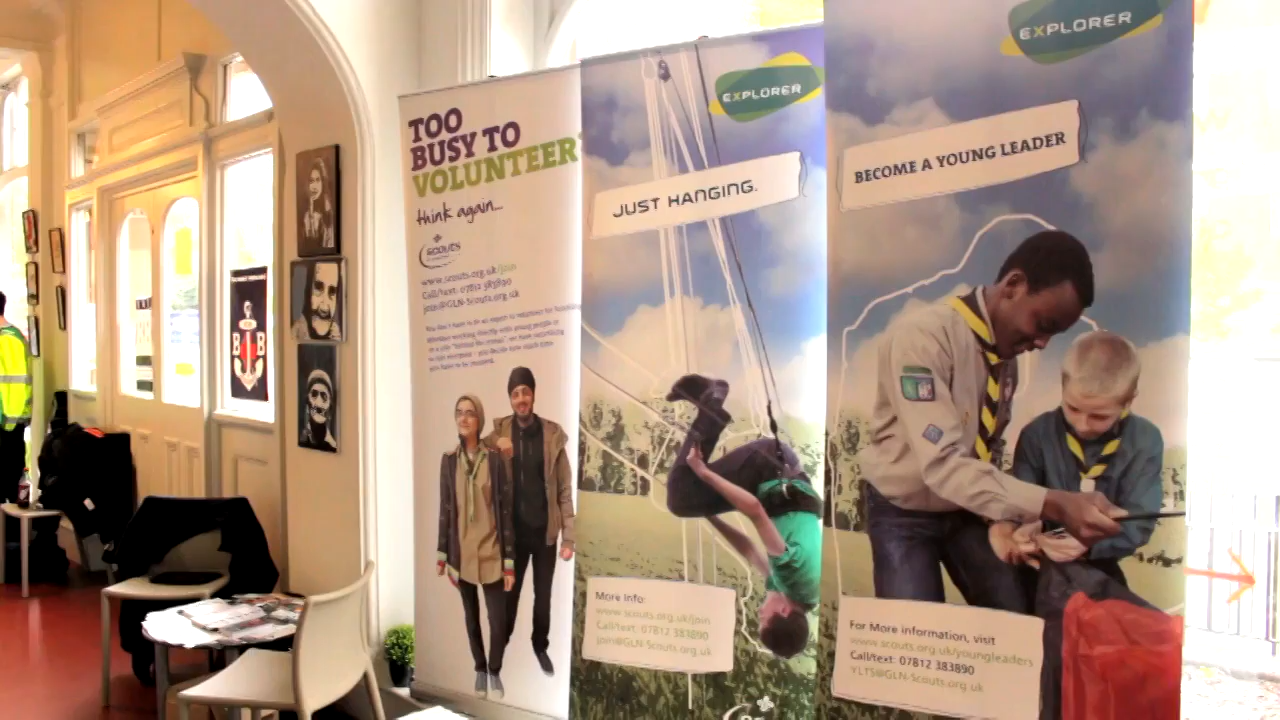 TOO
BUSY TO
VOLUNTEER
think again...
SCOUTS
www.scouts.org.uk/join
Call/text: 07812 383890
join@GLN-Scouts.org.uk
EXPLORER
JUST HANGING.
More info:
www.scouts.org.uk/join
Call/text: 07812 383890
join@GLN-Scouts.org.uk
EXPLORER
BECOME A YOUNG LEADER
For More information, visit
www.scouts.org.uk/youngleaders
Call/text: 07812 383890
YLTS@GLN-Scouts.org.uk
B B